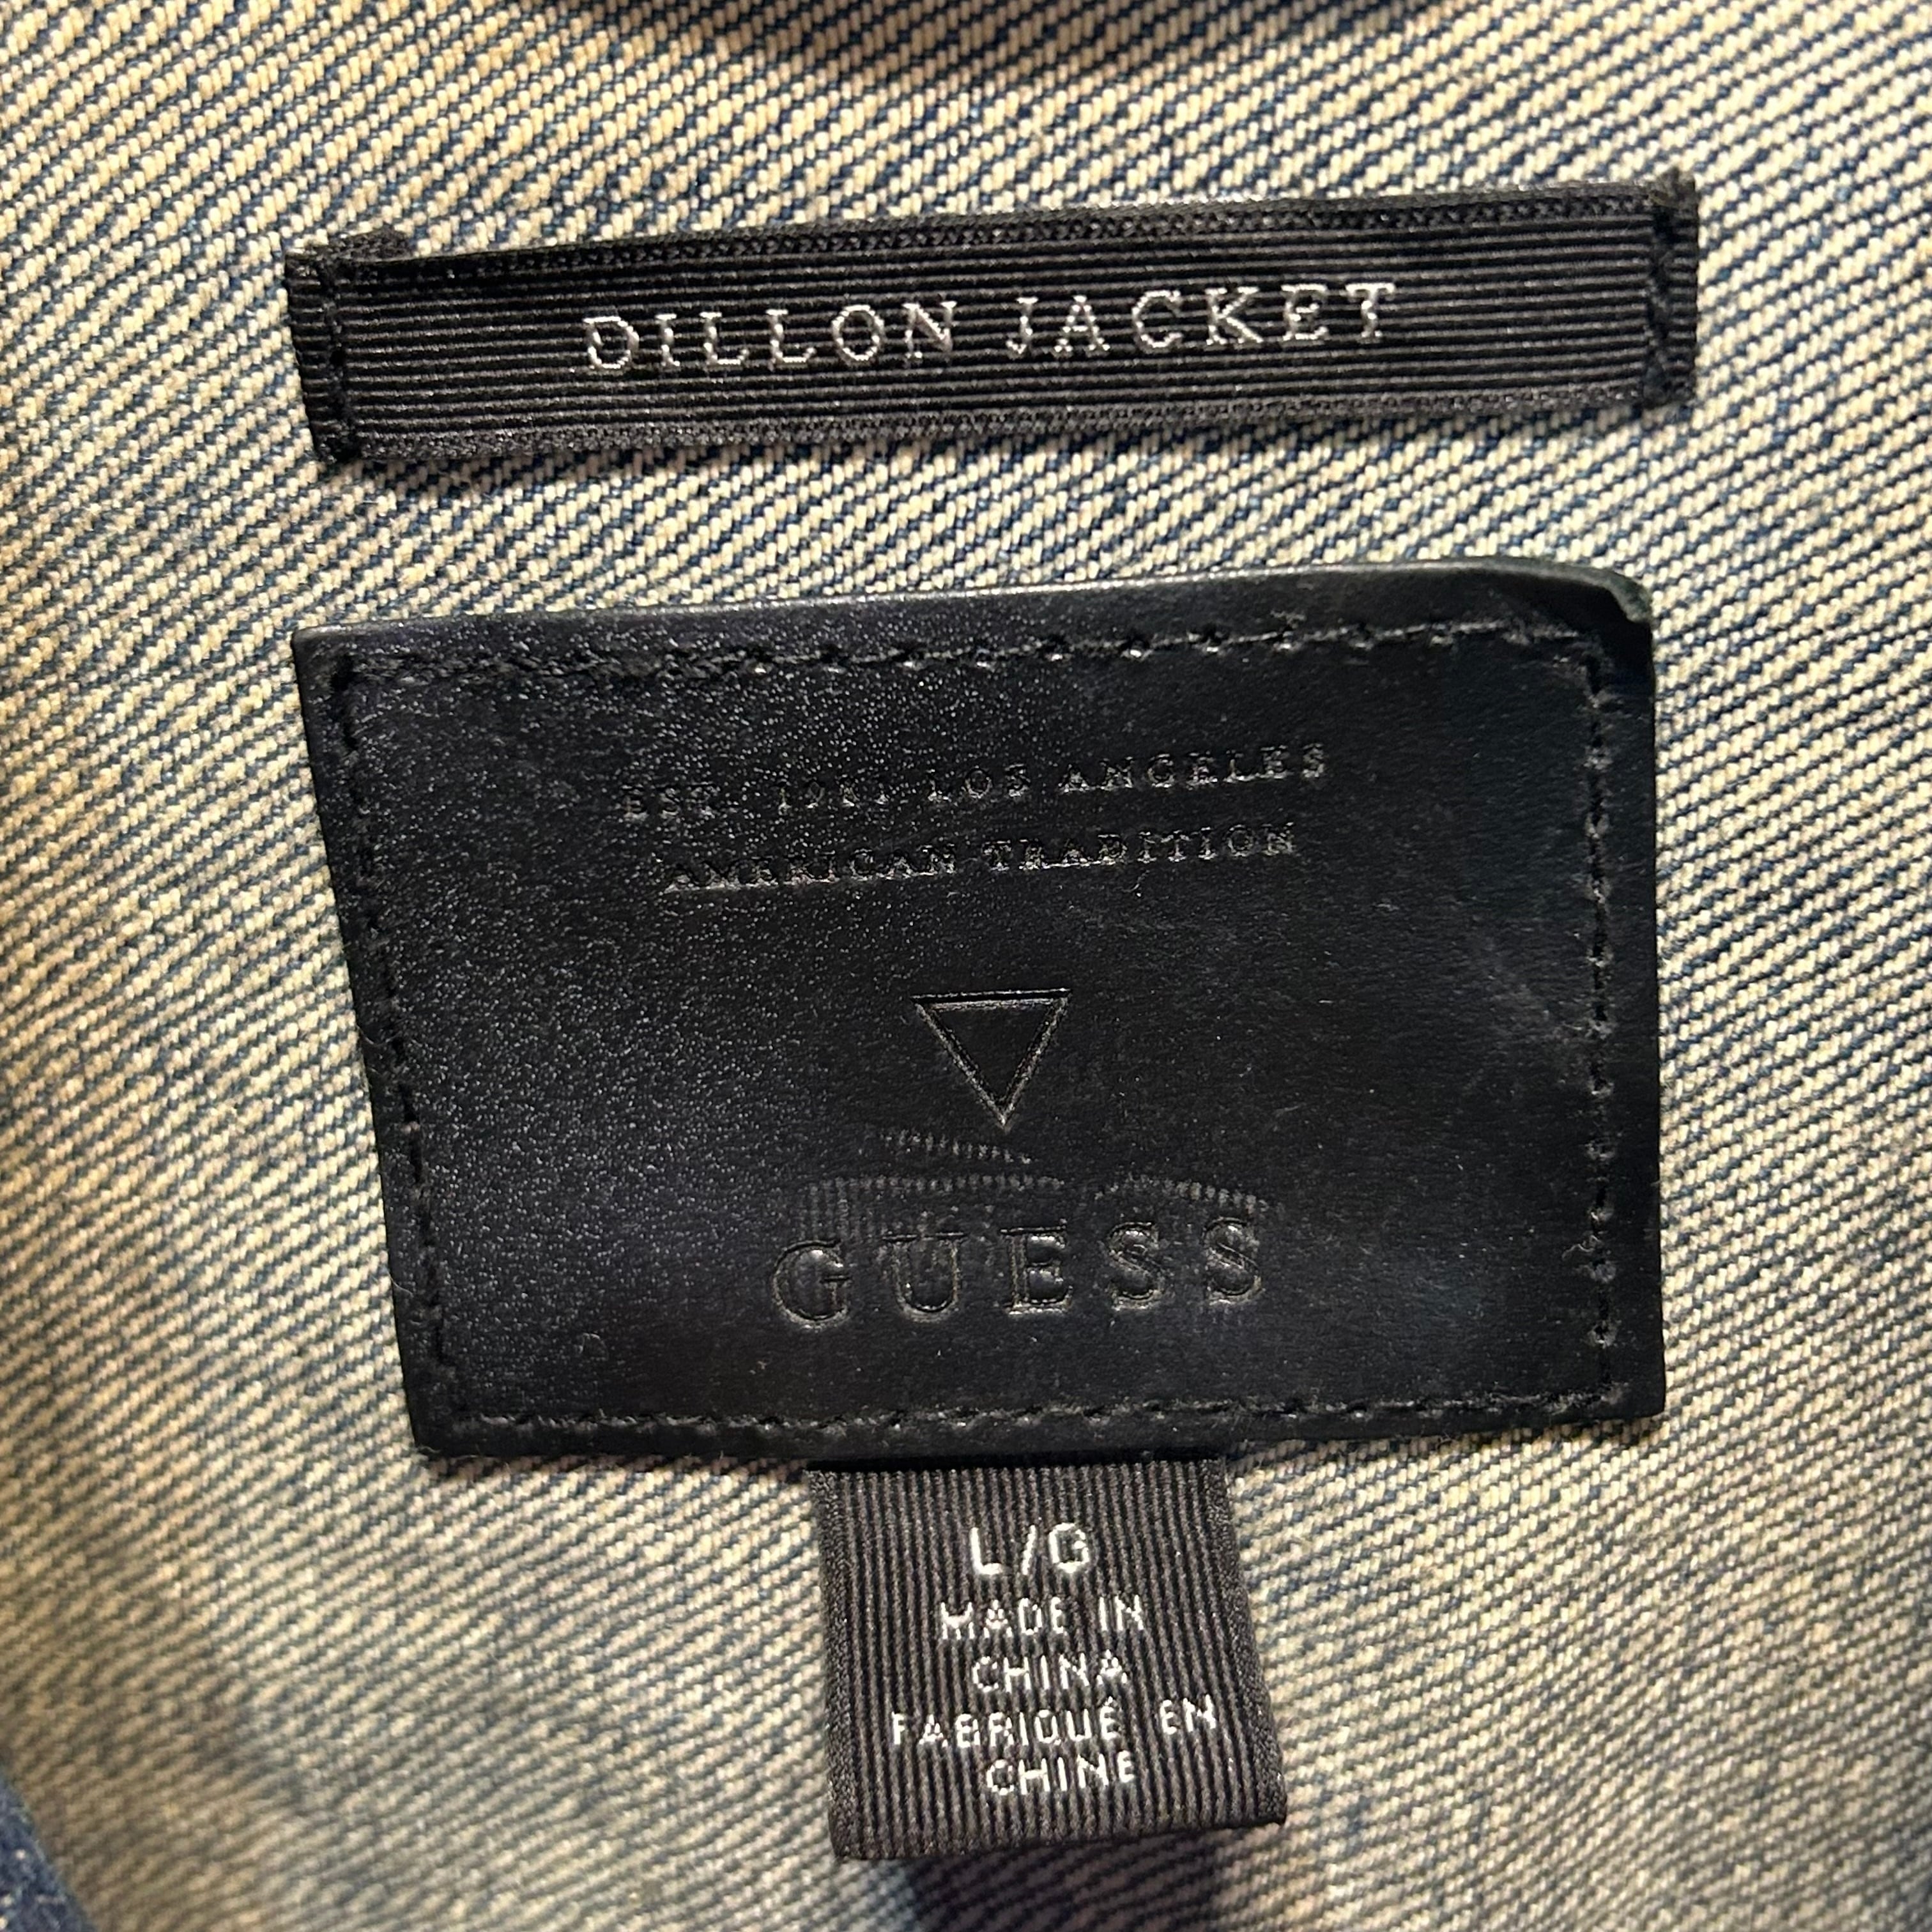 DILLON JACKET
EST. 1981 LOS ANGELES
AMERICAN TRADITION
GUESS
L/G
MADE IN
CHINA
FABRIQUÉ EN
CHINE